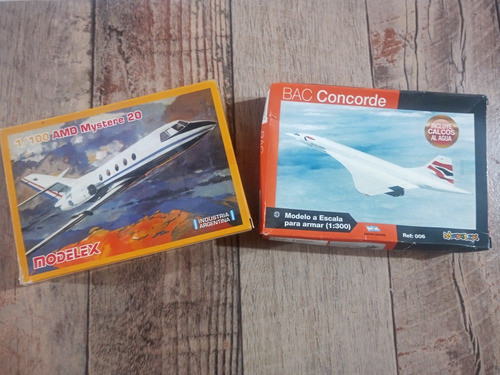 1/100 AMD Mystere 20
INDUSTRIA
ARGENTINA
MODELEX
BAC Concorde
INCLUYE
CALCOS
AL AGUA
Modelo a Escala
para armar (1:300)
Ref: 006
BAC